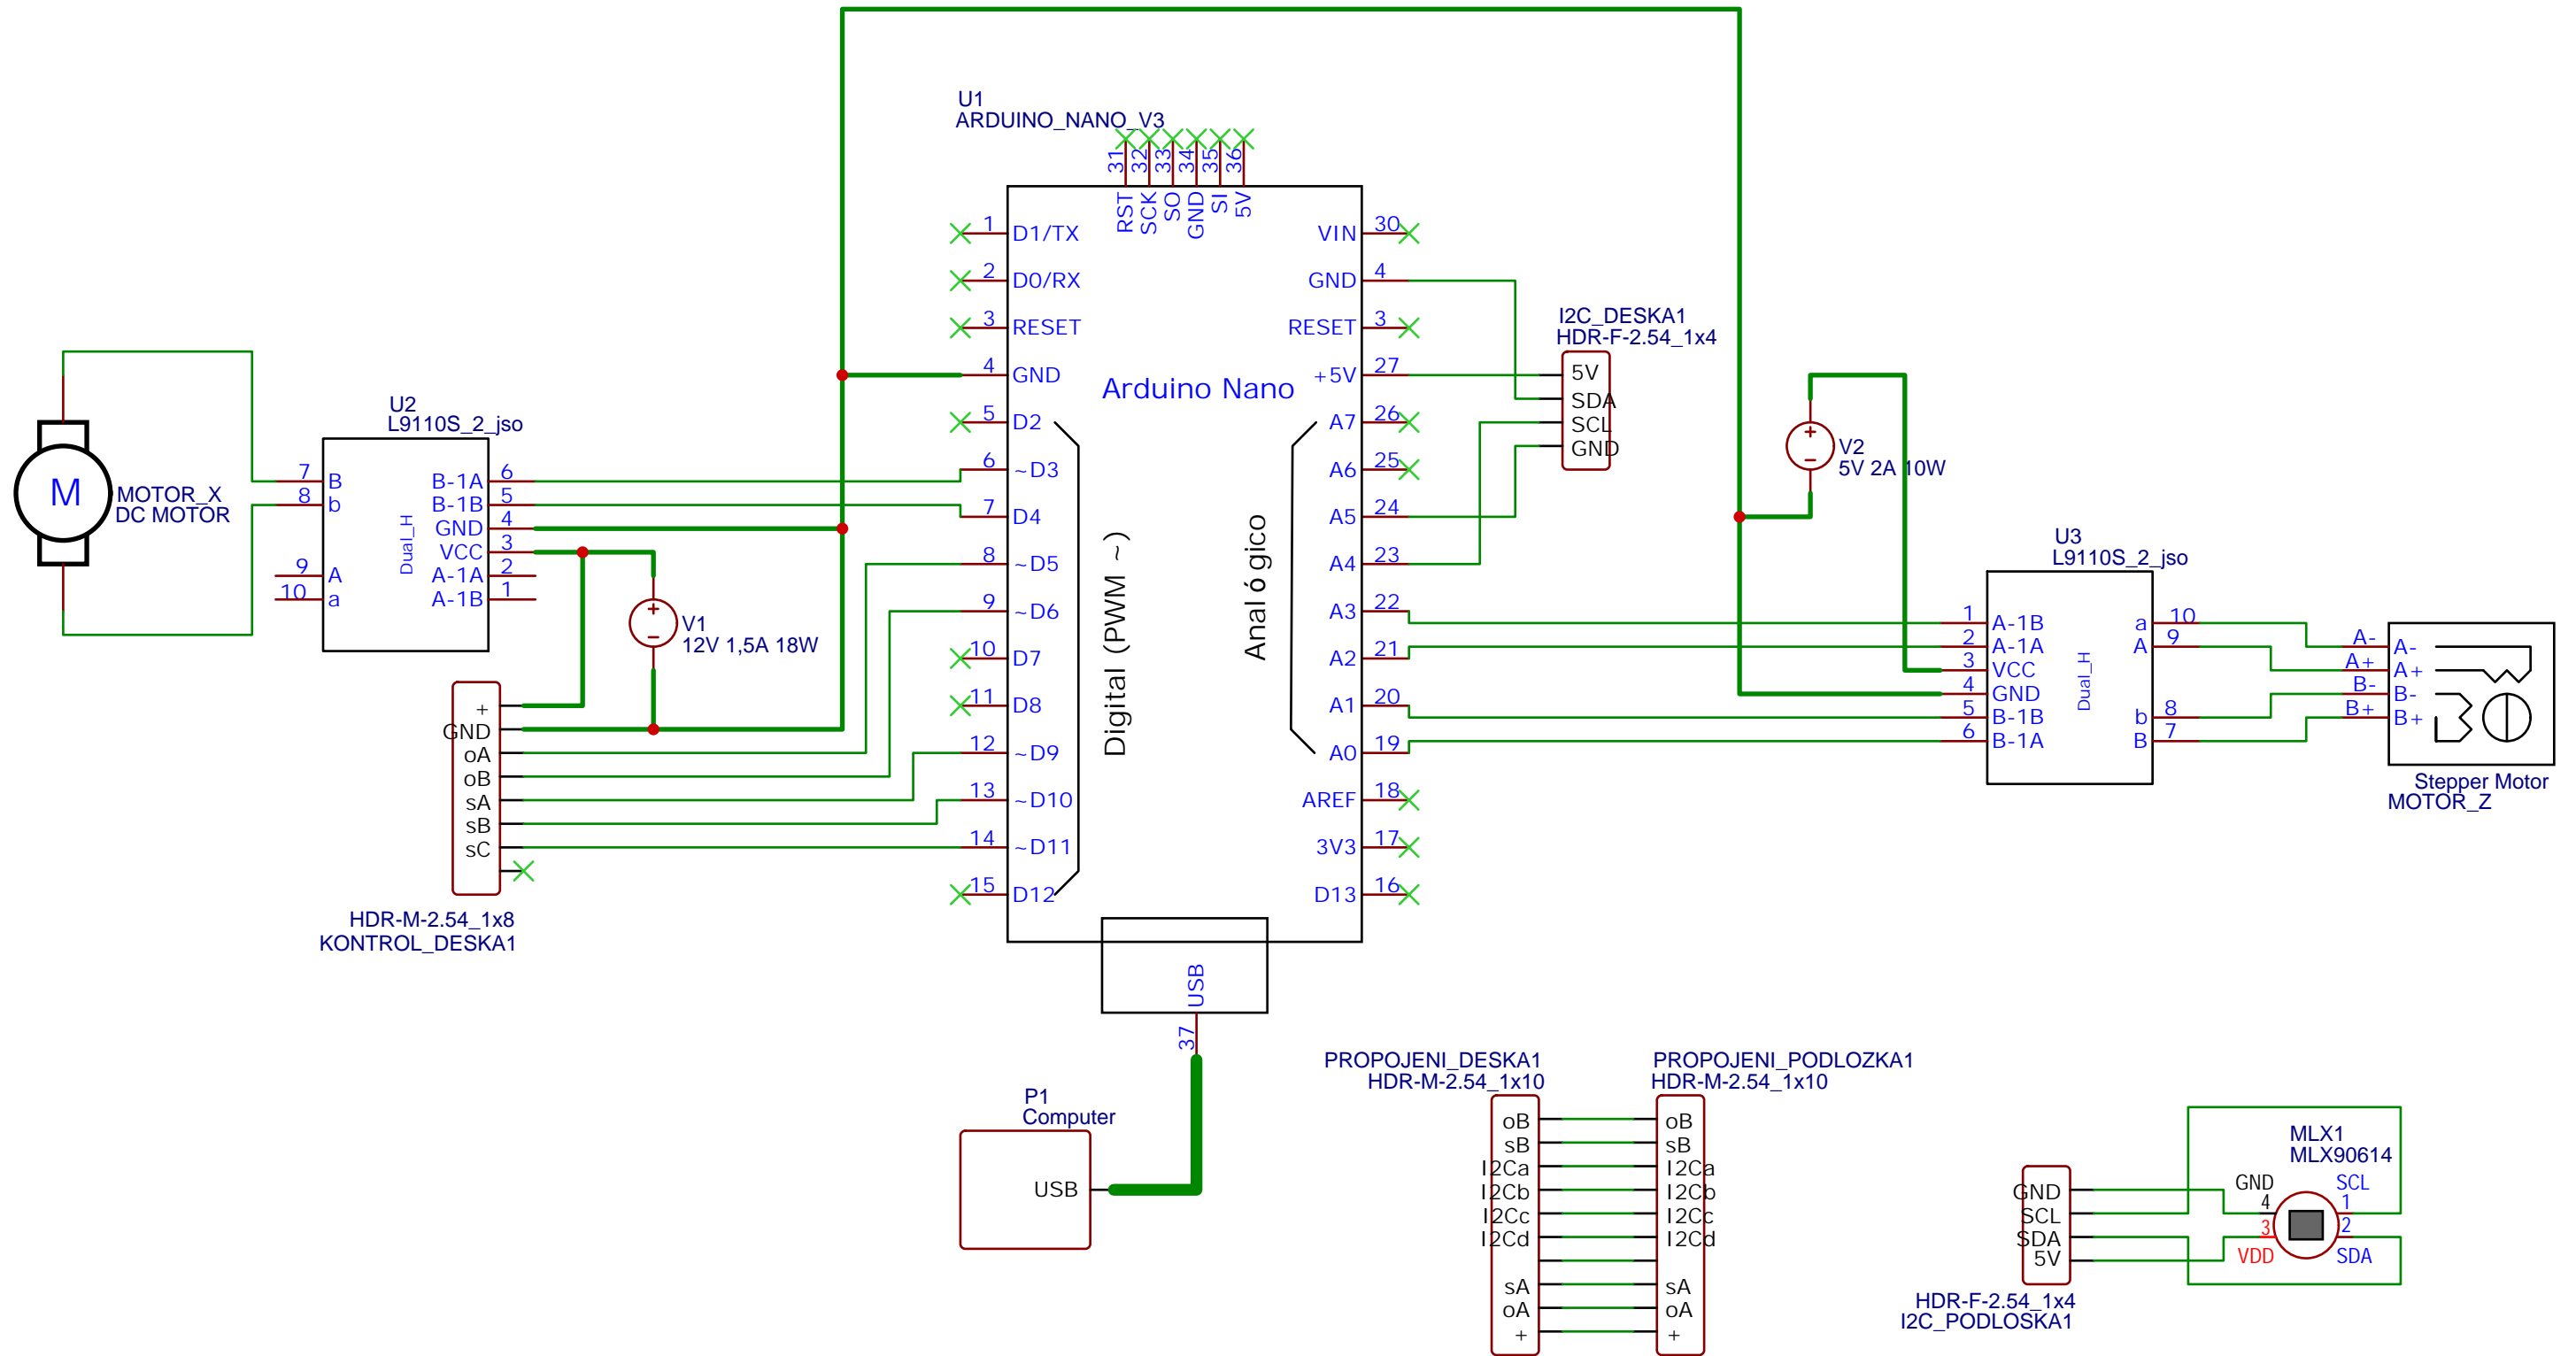 U1
ARDUINO_NANO_V3
31 32 33 34 35 36
RST SCK SO GND SI 5V
1 D1/TX
2 D0/RX
3 RESET
4 GND
5 D2
6 ~D3
7 D4
8 ~D5
9 ~D6
10 D7
11 D8
12 ~D9
13 ~D10
14 ~D11
15 D12
Arduino Nano
Digital (PWM ~)
Analógico
VIN 30
GND 4
RESET 3
+5V 27
A7 26
A6 25
A5 24
A4 23
A3 22
A2 21
A1 20
A0 19
AREF 18
3V3 17
D13 16
USB
37
M
MOTOR_X
DC MOTOR
U2
L9110S_2_jso
7 B
8 b
9 A
10 a
Dual_H
B-1A 6
B-1B 5
GND 4
VCC 3
A-1A 2
A-1B 1
V1
12V 1,5A 18W
+
GND
oA
oB
sA
sB
sC
HDR-M-2.54_1x8
KONTROL_DESKA1
I2C_DESKA1
HDR-F-2.54_1x4
5V
SDA
SCL
GND
V2
5V 2A 10W
U3
L9110S_2_jso
1 A-1B
2 A-1A
3 VCC
4 GND
5 B-1B
6 B-1A
Dual_H
a 10
A 9
b 8
B 7
A- A-
A+ A+
B- B-
B+ B+
Stepper Motor
MOTOR_Z
P1
Computer
USB
PROPOJENI_DESKA1
HDR-M-2.54_1x10
oB
sB
I2Ca
I2Cb
I2Cc
I2Cd
sA
oA
+
PROPOJENI_PODLOZKA1
HDR-M-2.54_1x10
oB
sB
I2Ca
I2Cb
I2Cc
I2Cd
sA
oA
+
MLX1
MLX90614
GND
4
3
VDD
SCL
1
2
SDA
GND
SCL
SDA
5V
HDR-F-2.54_1x4
I2C_PODLOSKA1